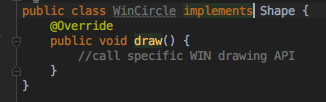 public class WinCircle implements Shape {
@Override
public void draw() {
//call specific WIN drawing API
}
}